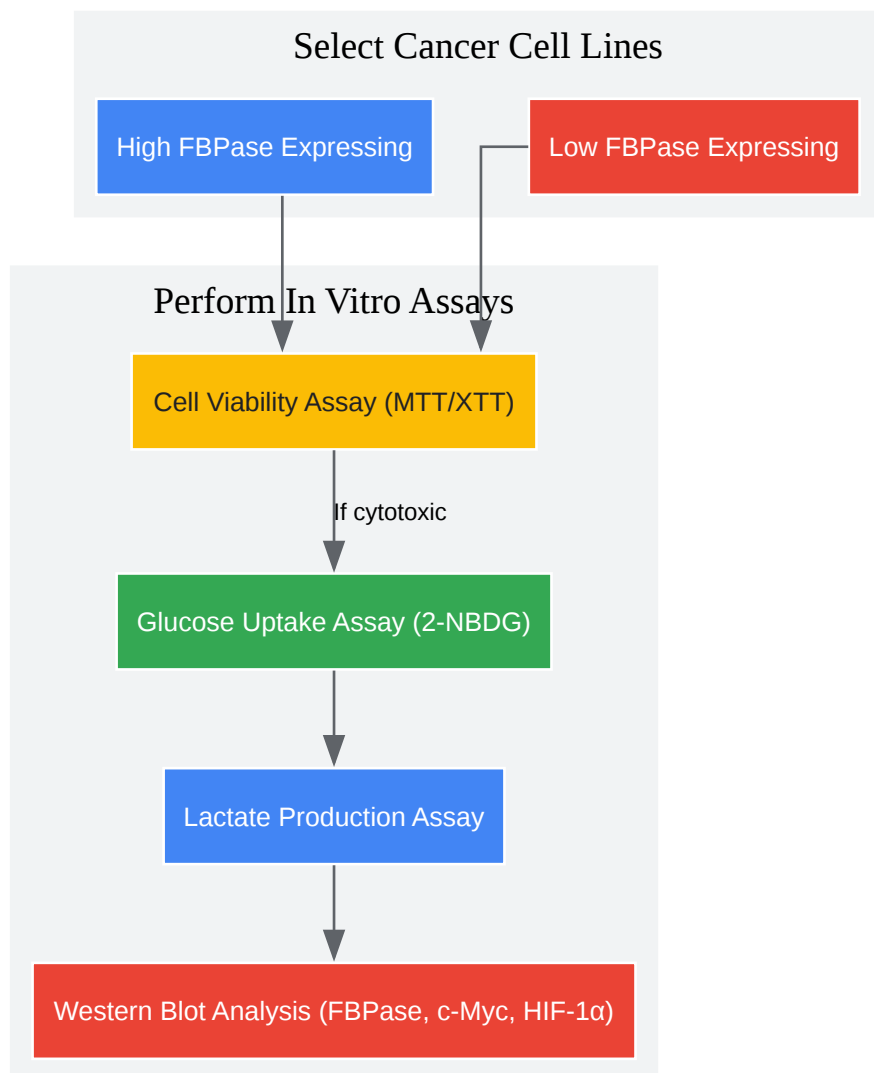 Select Cancer Cell Lines
High FBPase Expressing
Low FBPase Expressing
Perform In Vitro Assays
Cell Viability Assay (MTT/XTT)
If cytotoxic
Glucose Uptake Assay (2-NBDG)
Lactate Production Assay
Western Blot Analysis (FBPase, c-Myc, HIF-1α)